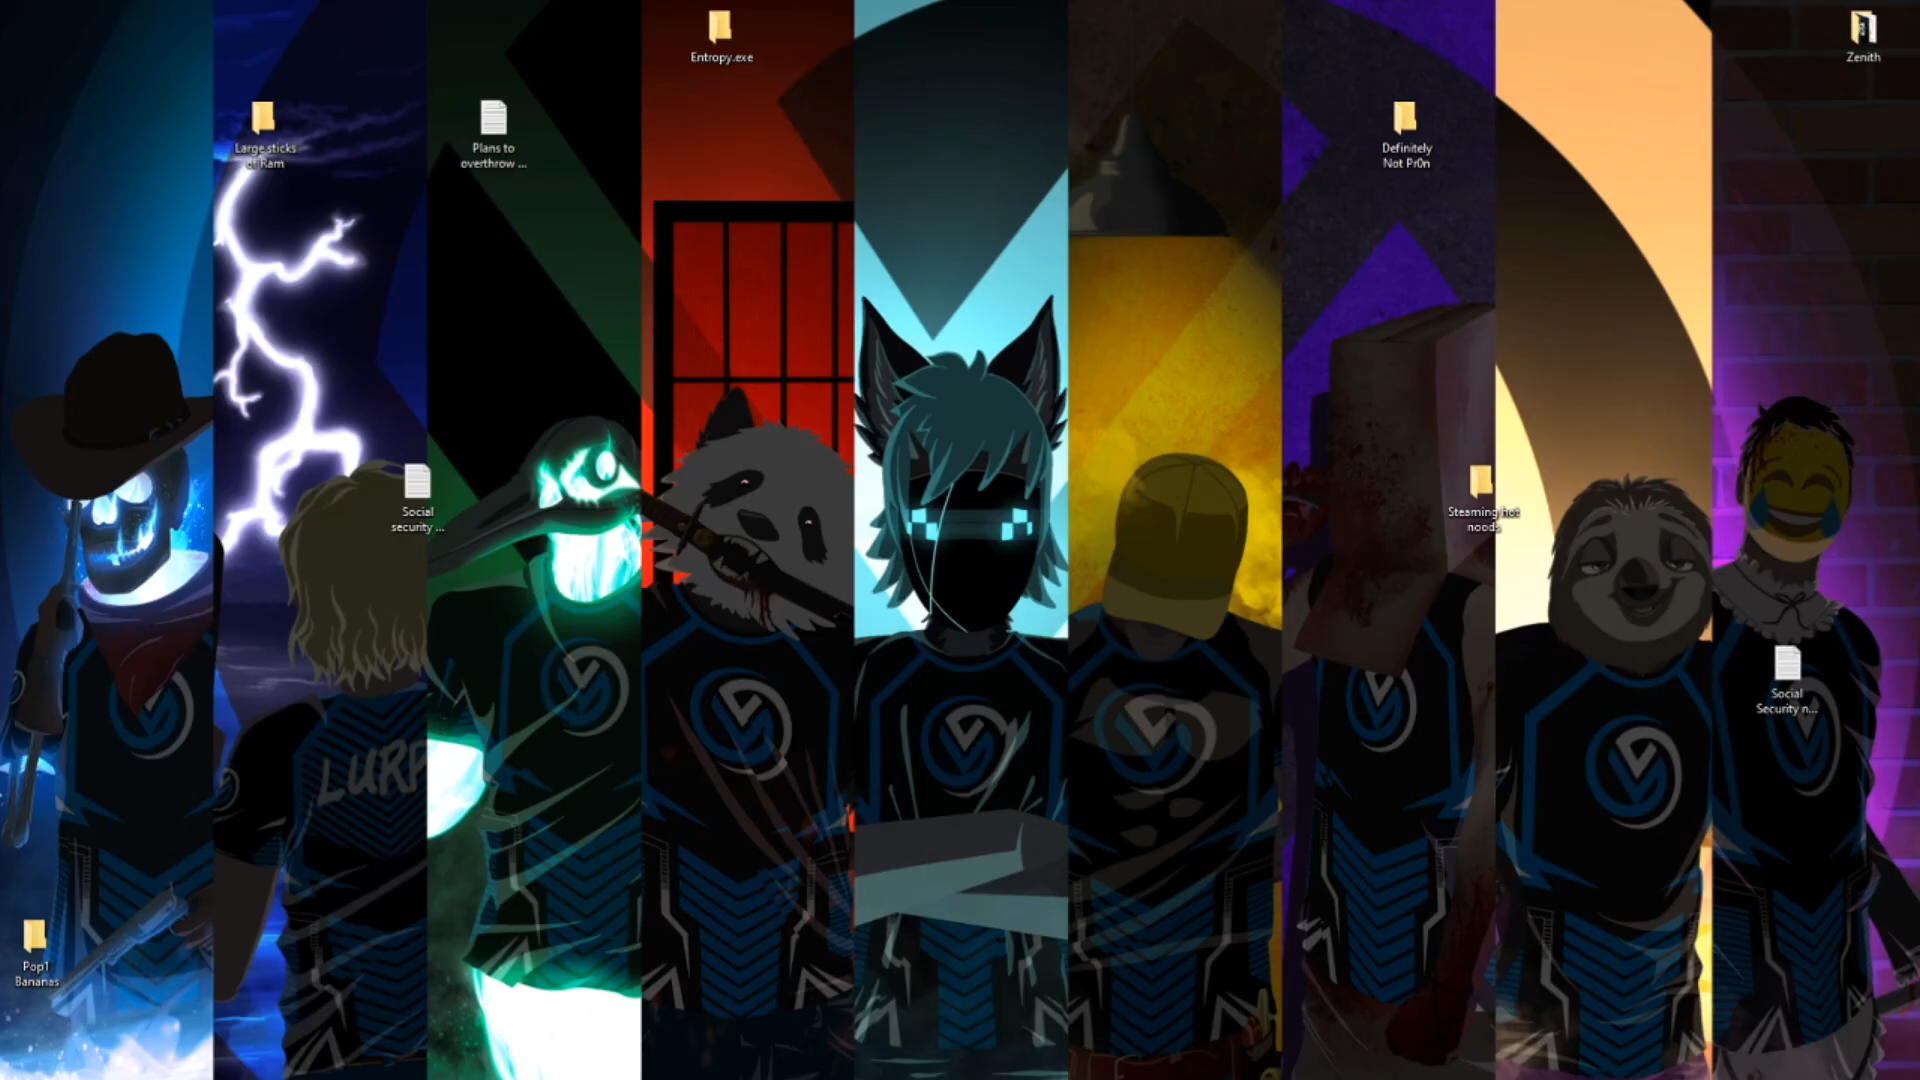 Entropy.exe
Zenith
Large sticks
of Ram
Plans to
overthrow ...
Definitely
Not Pr0n
Social
security ...
Steaming hot
noods
Social
Security n...
LURP
Pop1
Bananas